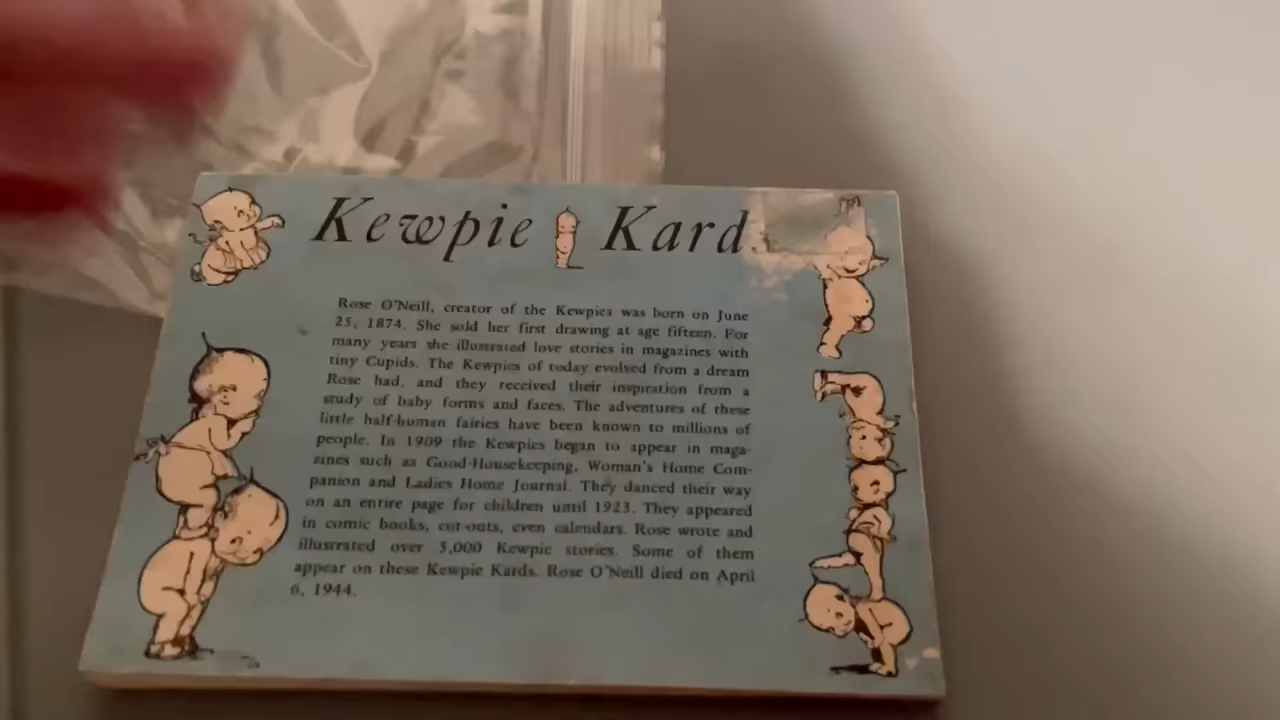 Kewpie Kard
Rose O'Neill, creator of the Kewpies was born on June
25, 1874. She sold her first drawing at age fifteen. For
many years she illustrated love stories in magazines with
tiny Cupids. The Kewpies of today evolved from a dream
Rose had, and they received their inspiration from a
study of baby forms and faces. The adventures of these
little half-human fairies have been known to millions of
people. In 1909 the Kewpies began to appear in maga-
zines such as Good-Housekeeping, Woman's Home Com-
panion and Ladies Home Journal. They danced their way
on an entire page for children until 1923. They appeared
in comic books, cut-outs, even calendars. Rose wrote and
illustrated over 5,000 Kewpie stories. Some of them
appear on these Kewpie Kards. Rose O'Neill died on April
6, 1944.